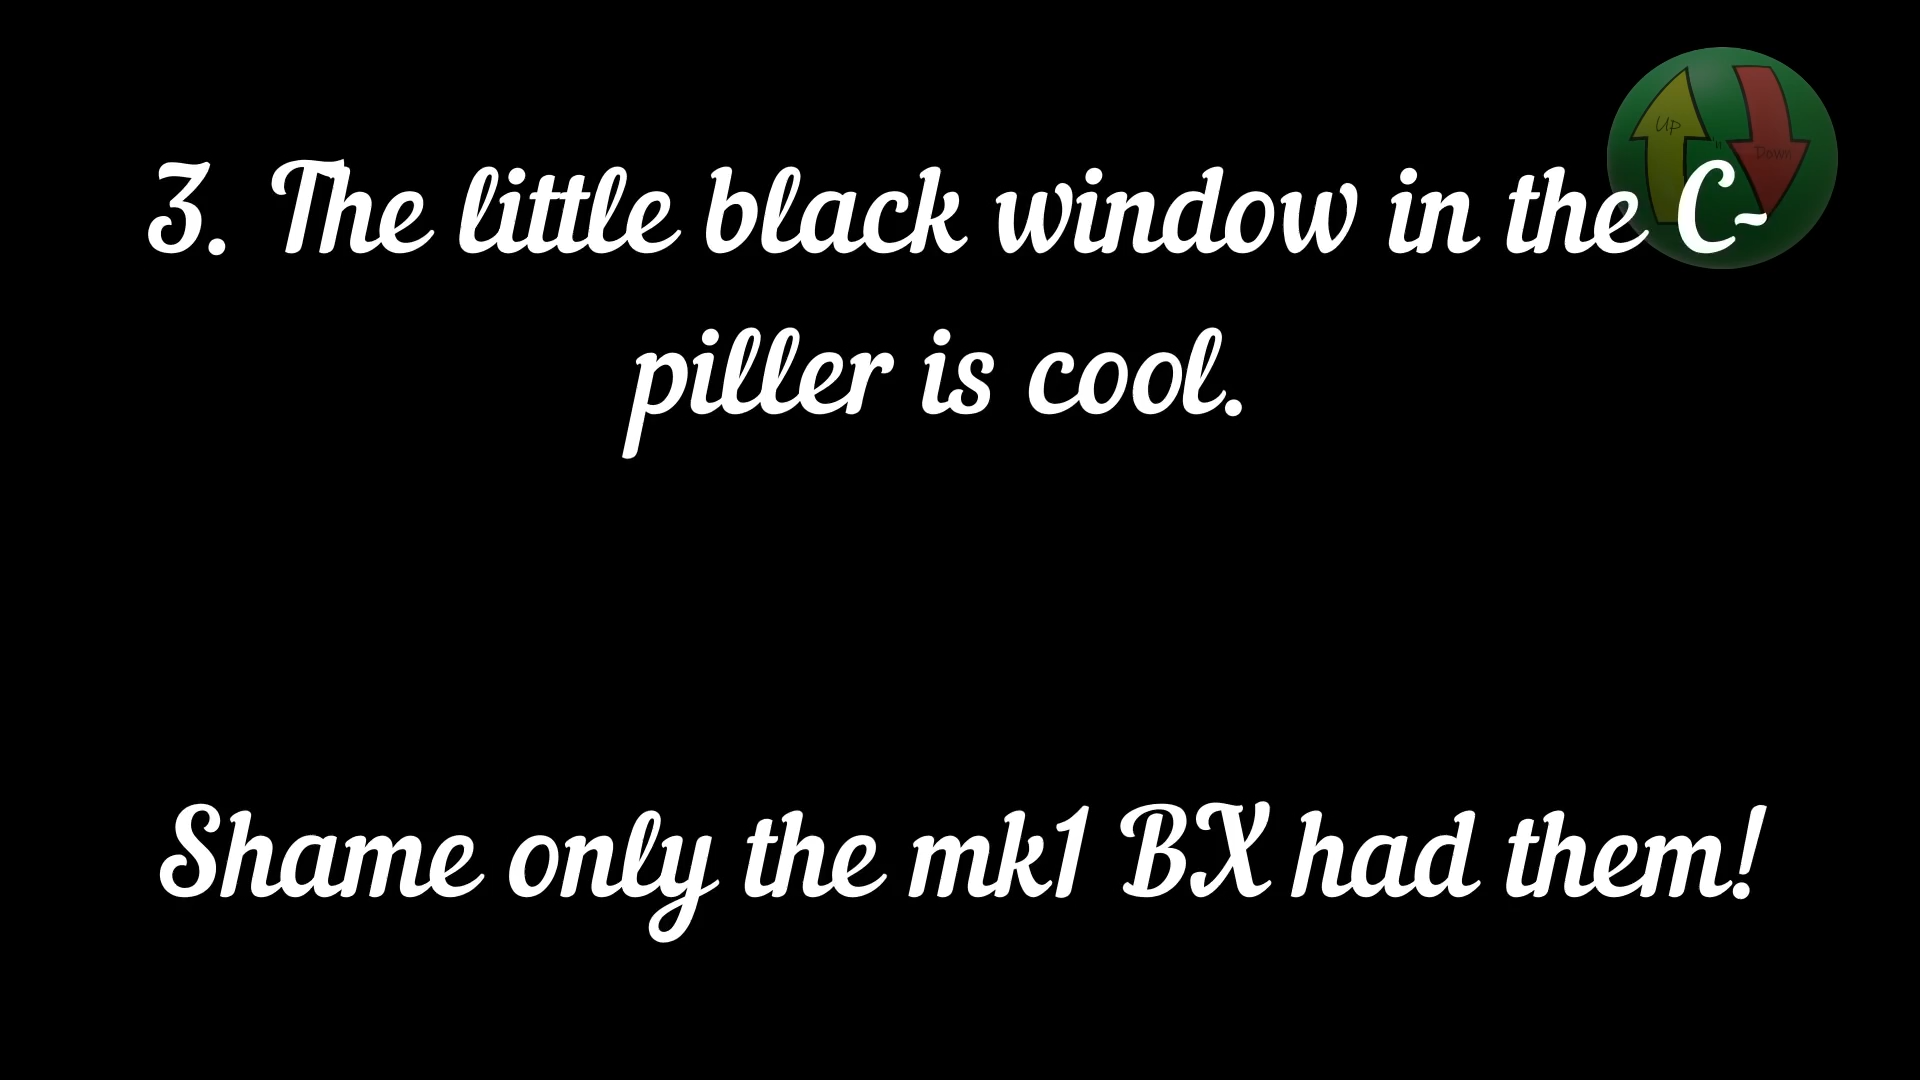 Up
'n
Down
3. The little black window in the C-
piller is cool.
Shame only the mk1 BX had them!